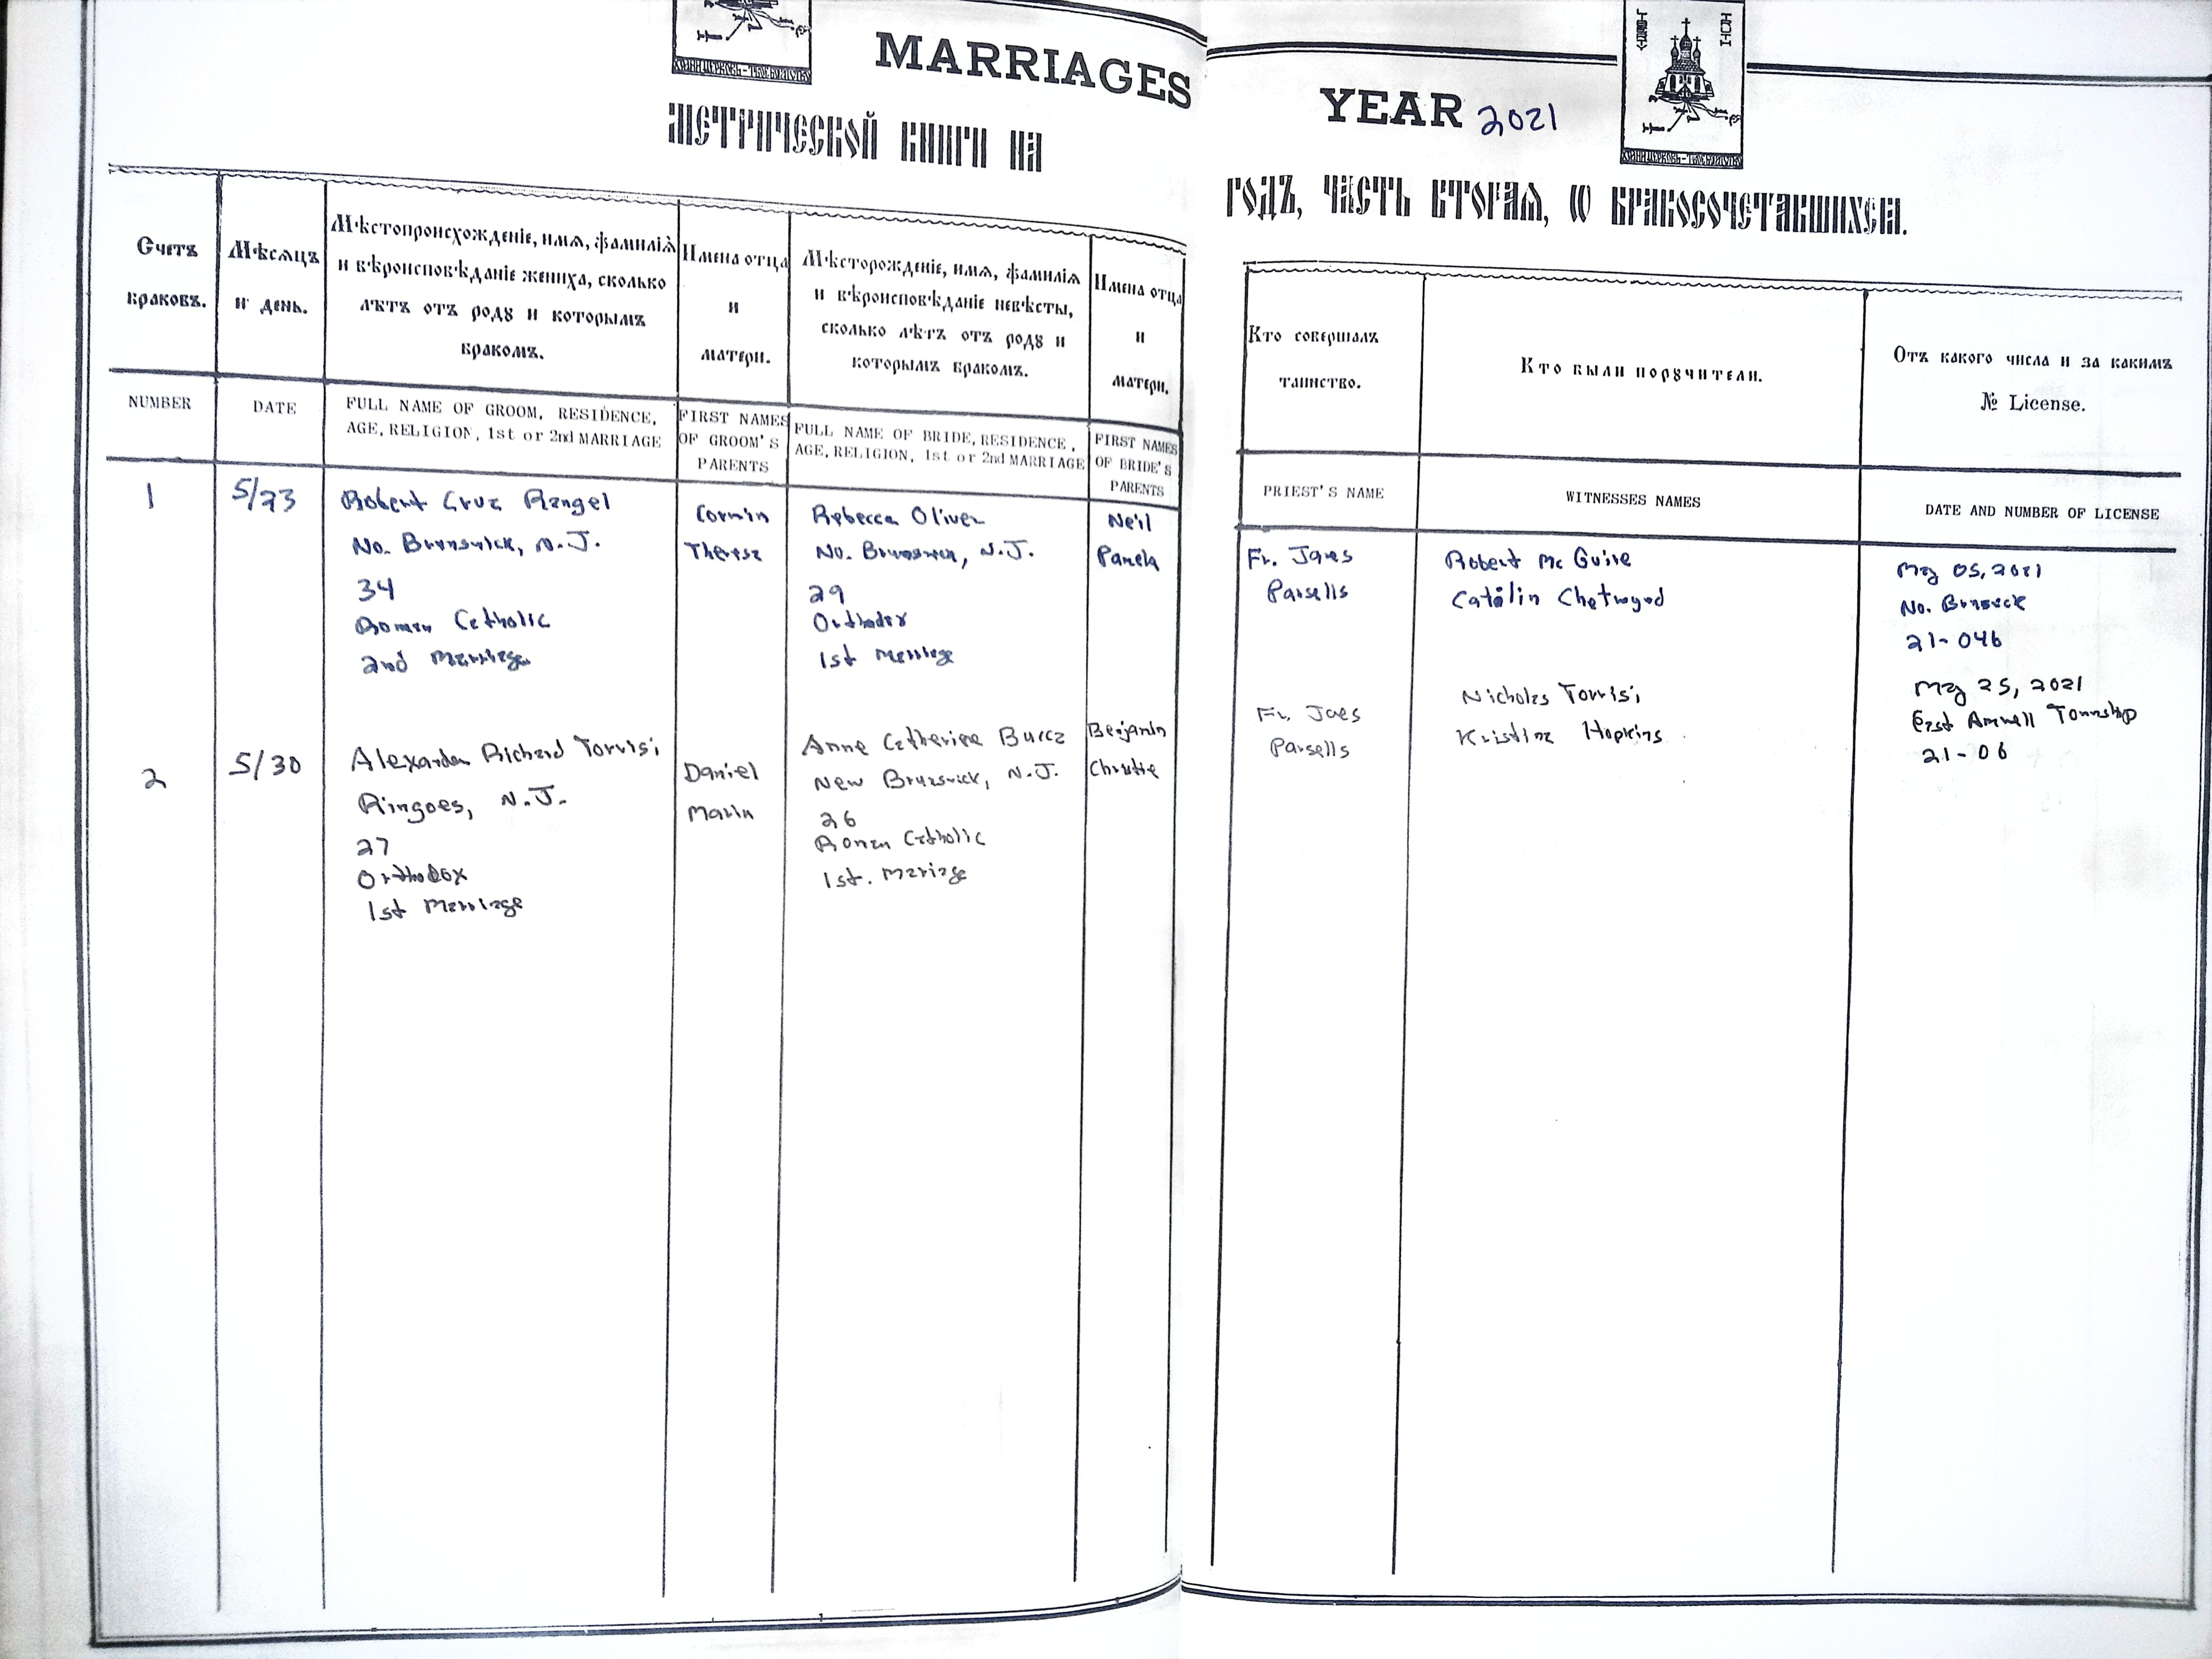 MARRIAGES
YEAR 2021
МЕТРИЧЕСКОЙ КНИГИ НА
ГОДЪ, ЧАСТЬ ВТОРАЯ, Ѡ БРАКОСОЧЕТАВШИХСЯ.
Счетъ
браковъ.
Мѣсяцъ
и день.
Мѣстопроисхожденіе, имя, фамилія
и вѣроисповѣданіе жениха, сколько
лѣтъ отъ роду и которымъ
бракомъ.
Имена отца
и
матери.
Мѣсторожденіе, имя, фамилія
и вѣроисповѣданіе невѣсты,
сколько лѣтъ отъ роду и
которымъ бракомъ.
Имена отца
и
матери.
Кто совершалъ
таинство.
Кто были поручители.
Отъ какого числа и за какимъ
№ License.
NUMBER
DATE
FULL NAME OF GROOM, RESIDENCE,
AGE, RELIGION, 1st or 2nd MARRIAGE
FIRST NAMES
OF GROOM'S
PARENTS
FULL NAME OF BRIDE, RESIDENCE,
AGE, RELIGION, 1st or 2nd MARRIAGE
FIRST NAMES
OF BRIDE'S
PARENTS
PRIEST'S NAME
WITNESSES NAMES
DATE AND NUMBER OF LICENSE
1
5/23
Robert Cruz Rangel
No. Brunswick, N.J.
34
Roman Catholic
2nd Marriage
Corwin
Theresa
Rebecca Oliver
No. Brunswick, N.J.
29
Orthodox
1st Marriage
Neil
Pamela
Fr. James
Parsells
Robert McGuire
Catalin Chetwynd
May 05, 2021
No. Brunswick
21-046
2
5/30
Alexander Richard Torrisi
Ringoes, N.J.
27
Orthodox
1st Marriage
Daniel
Maria
Anne Catherine Burca
New Brunswick, N.J.
26
Roman Catholic
1st. Mariage
Benjamin
Christie
Fr. Jaes
Parsells
Nicholas Torrisi
Kristina Hopkins
May 25, 2021
East Amwell Township
21-06